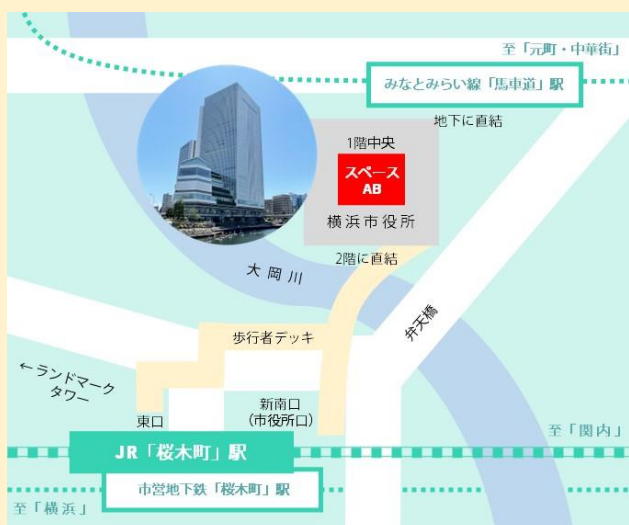 至「元町・中華街」
みなとみらい線「馬車道」駅
地下に直結
1階中央
スペース
AB
横浜市役所
2階に直結
大岡川
弁天橋
歩行者デッキ
←ランドマーク
タワー
東口
新南口
(市役所口)
至「関内」
JR「桜木町」駅
市営地下鉄「桜木町」駅
至「横浜」